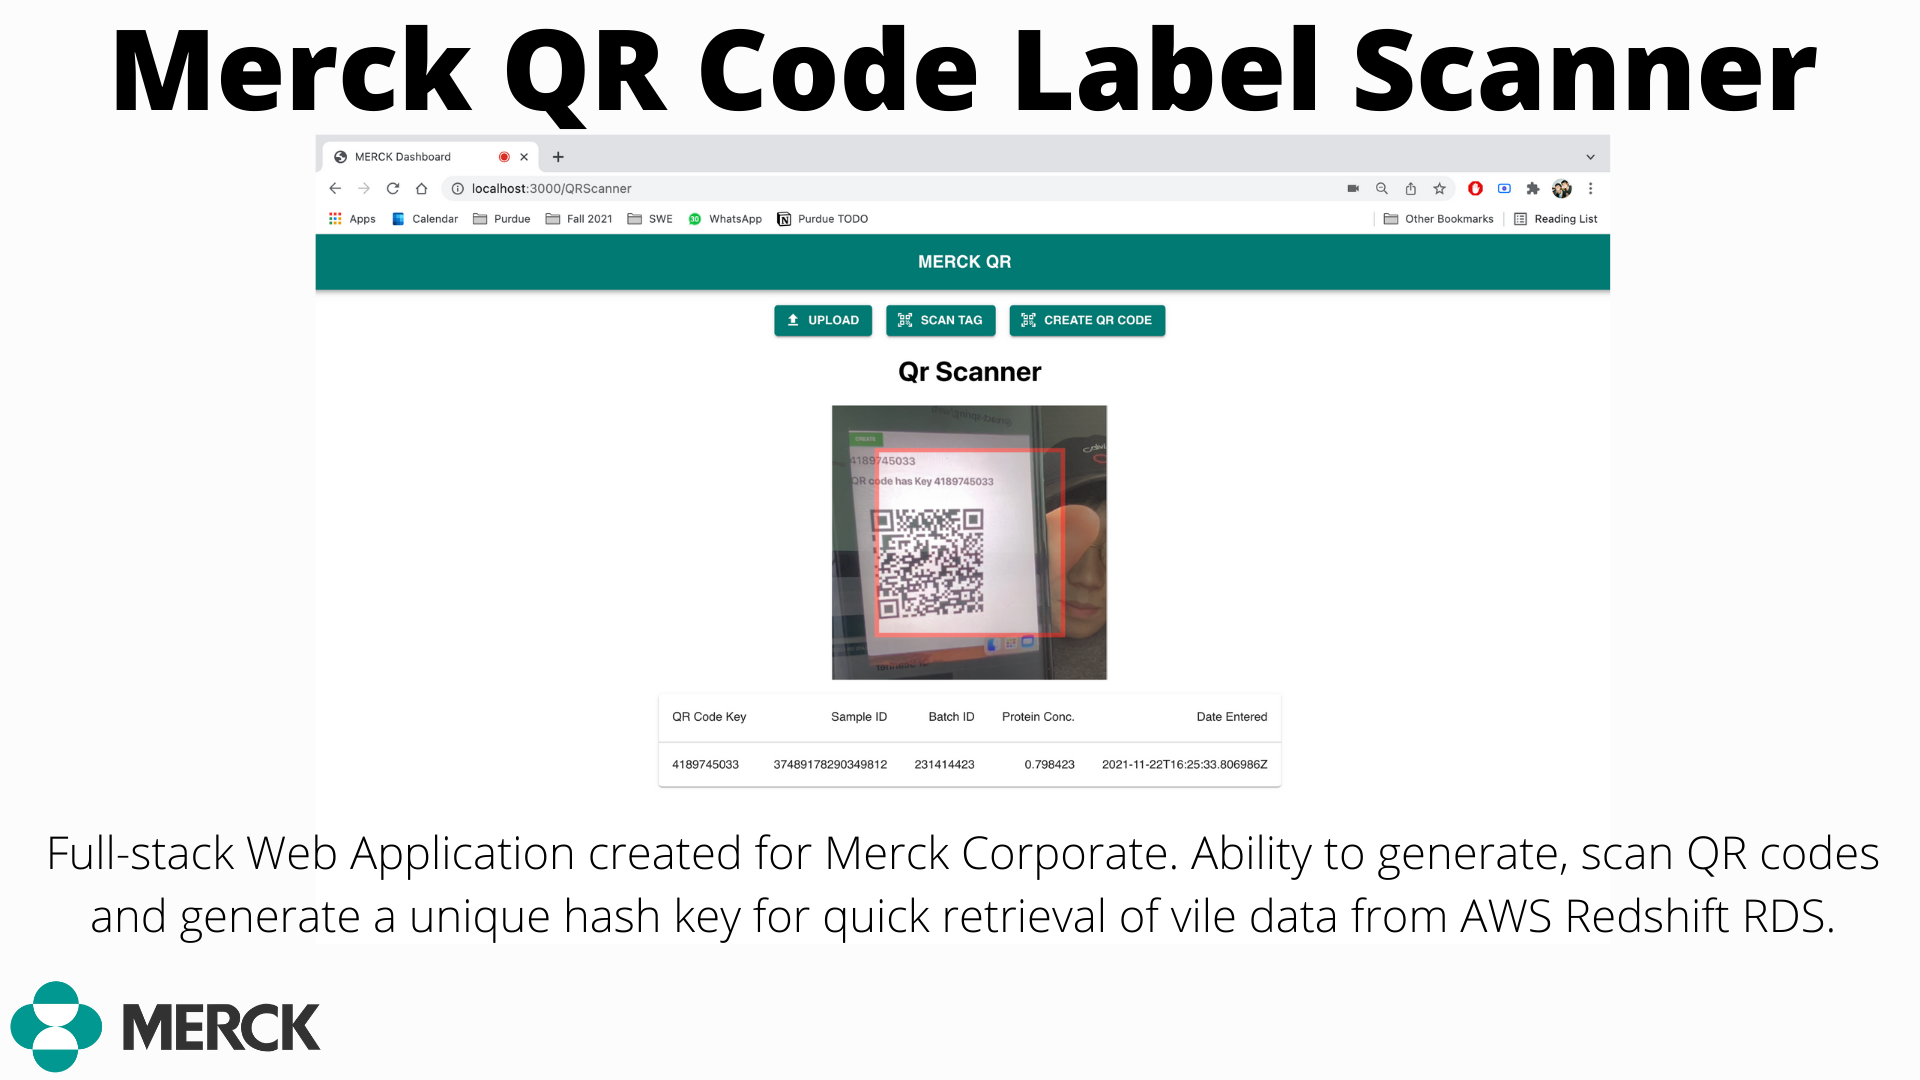 Merck QR Code Label Scanner
MERCK Dashboard
localhost:3000/QRScanner
Apps Calendar Purdue Fall 2021 SWE WhatsApp Purdue TODO Other Bookmarks Reading List
MERCK QR
UPLOAD SCAN TAG CREATE QR CODE
Qr Scanner
CREATE
4189745033
QR code has Key 4189745033
QR Code Key Sample ID Batch ID Protein Conc. Date Entered
4189745033 37489178290349812 231414423 0.798423 2021-11-22T16:25:33.806986Z
Full-stack Web Application created for Merck Corporate. Ability to generate, scan QR codes
and generate a unique hash key for quick retrieval of vile data from AWS Redshift RDS.
MERCK